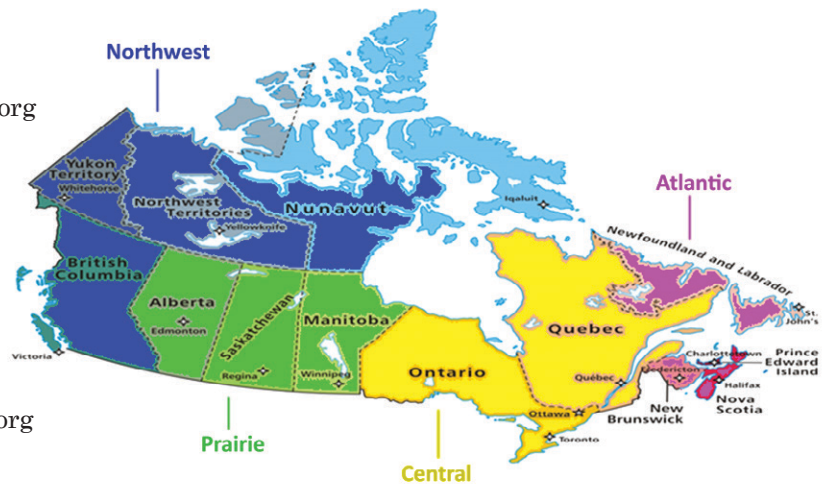 Northwest
org
Yukon
Territory
Whitehorse
Northwest
Territories
Yellowknife
Nunavut
Iqaluit
Atlantic
Newfoundland and Labrador
St.
John's
British
Columbia
Victoria
Alberta
Edmonton
Saskatchewan
Regina
Manitoba
Winnipeg
Ontario
Ottawa
Toronto
Quebec
Québec
Charlottetown
Prince
Edward
Island
Fredericton
Halifax
Nova
Scotia
New
Brunswick
org
Prairie
Central